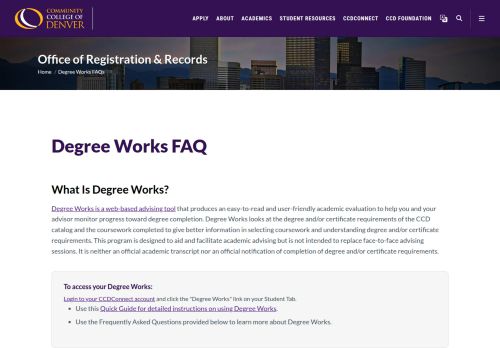 COMMUNITY
COLLEGE OF
DENVER
APPLY ABOUT ACADEMICS STUDENT RESOURCES CCDCONNECT CCD FOUNDATION
Office of Registration & Records
Home / Degree Works FAQs
Degree Works FAQ
What Is Degree Works?
Degree Works is a web-based advising tool that produces an easy-to-read and user-friendly academic evaluation to help you and your
advisor monitor progress toward degree completion. Degree Works looks at the degree and/or certificate requirements of the CCD
catalog and the coursework completed to give better information in selecting coursework and understanding degree and/or certificate
requirements. This program is designed to aid and facilitate academic advising but is not intended to replace face-to-face advising
sessions. It is neither an official academic transcript nor an official notification of completion of degree and/or certificate requirements.
To access your Degree Works:
Login to your CCDConnect account and click the "Degree Works" link on your Student Tab.
• Use this Quick Guide for detailed instructions on using Degree Works.
• Use the Frequently Asked Questions provided below to learn more about Degree Works.